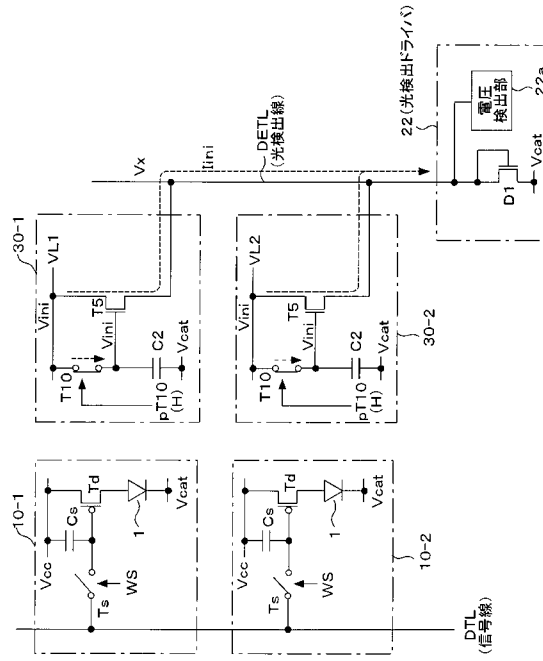 10-1
Vcc
Cs
Td
Ts
WS
1
Vcat
10-2
Vcc
Cs
Td
Ts
WS
1
Vcat
DTL
(信号線)
30-1
VL1
Vini
T10
T5
Vini
C2
pT10
(H)
Vcat
30-2
VL2
Vini
T10
T5
Vini
C2
pT10
(H)
Vcat
Vx
Iini
DETL
(光検出線)
22(光検出ドライバ)
電圧
検出部
22a
D1
Vcat